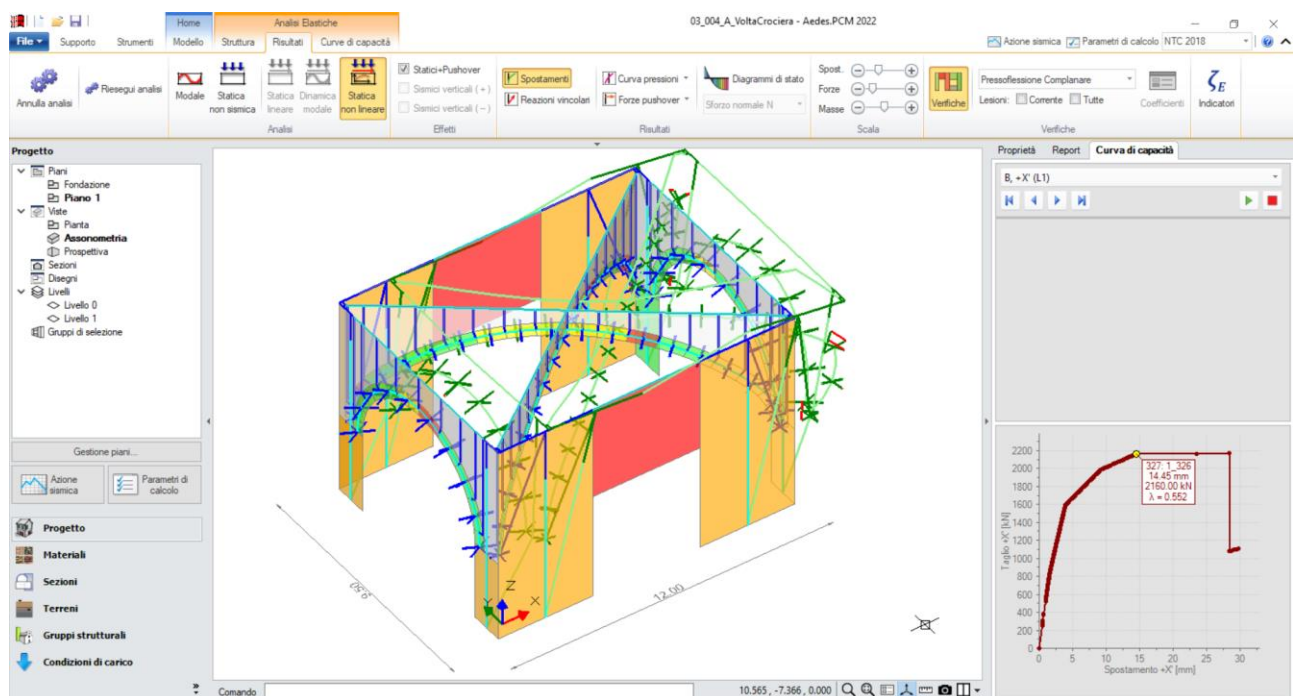 03_004_A_VoltaCrociera - Aedes.PCM 2022
Home
Analisi Elastiche
File
Supporto
Strumenti
Modello
Struttura
Risultati
Curve di capacità
Azione sismica
Parametri di calcolo
NTC 2018
Annulla analisi
Riesegui analisi
Modale
Statica non sismica
Statica lineare
Dinamica modale
Statica non lineare
Analisi
Statici+Pushover
Sismici verticali (+)
Sismici verticali (−)
Effetti
Spostamenti
Reazioni vincolari
Curva pressioni
Forze pushover
Diagrammi di stato
Sforzo normale N
Risultati
Spost.
Forze
Masse
Scala
Verifiche
Pressoflessione Complanare
Lesioni:
Corrente
Tutte
Coefficienti
Verifiche
ζE
Indicatori
Progetto
Piani
Fondazione
Piano 1
Viste
Pianta
Assonometria
Prospettiva
Sezioni
Disegni
Livelli
Livello 0
Livello 1
Gruppi di selezione
Gestione piani...
Azione sismica
Parametri di calcolo
Progetto
Materiali
Sezioni
Terreni
Gruppi strutturali
Condizioni di carico
Z
Y
X
9.50
12.00
Comando
10.565 , -7.366 , 0.000
Proprietà
Report
Curva di capacità
B, +X' (L1)
Taglio +X' [kN]
2200
2000
1800
1600
1400
1200
1000
800
600
400
200
0
327: 1_326
14.45 mm
2160.00 kN
λ = 0.552
0 5 10 15 20 25 30
Spostamento +X' [mm]